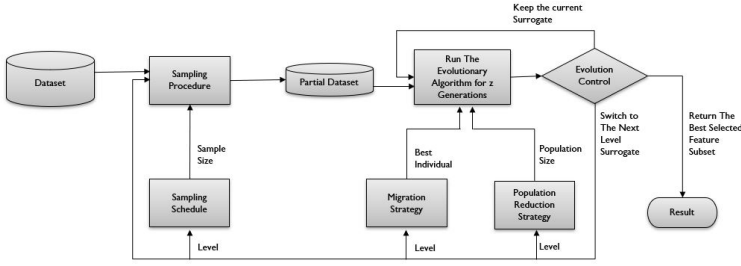 Keep the current
Surrogate
Dataset
Sampling
Procedure
Partial Dataset
Run The
Evolutionary
Algorithm for z
Generations
Evolution
Control
Sample
Size
Best
Individual
Population
Size
Switch to
The Next
Level
Surrogate
Return The
Best Selected
Feature
Subset
Sampling
Schedule
Migration
Strategy
Population
Reduction
Strategy
Result
Level
Level
Level